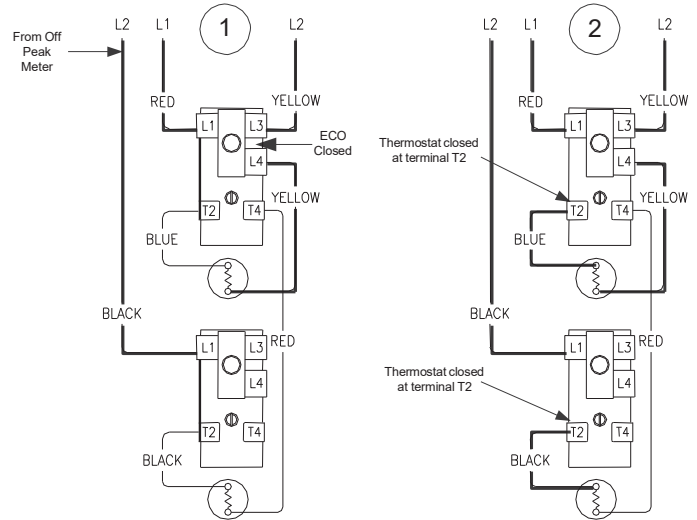 L2 L1 1 L2
From Off
Peak
Meter
RED YELLOW
L1 L3
ECO
Closed
L4
YELLOW
T2 T4
BLUE
BLACK
L1 L3 RED
L4
T2 T4
BLACK
L2 L1 2 L2
RED YELLOW
L1 L3
Thermostat closed
at terminal T2
L4
YELLOW
T2 T4
BLUE
BLACK
L1 L3 RED
Thermostat closed
at terminal T2
L4
T2 T4
BLACK